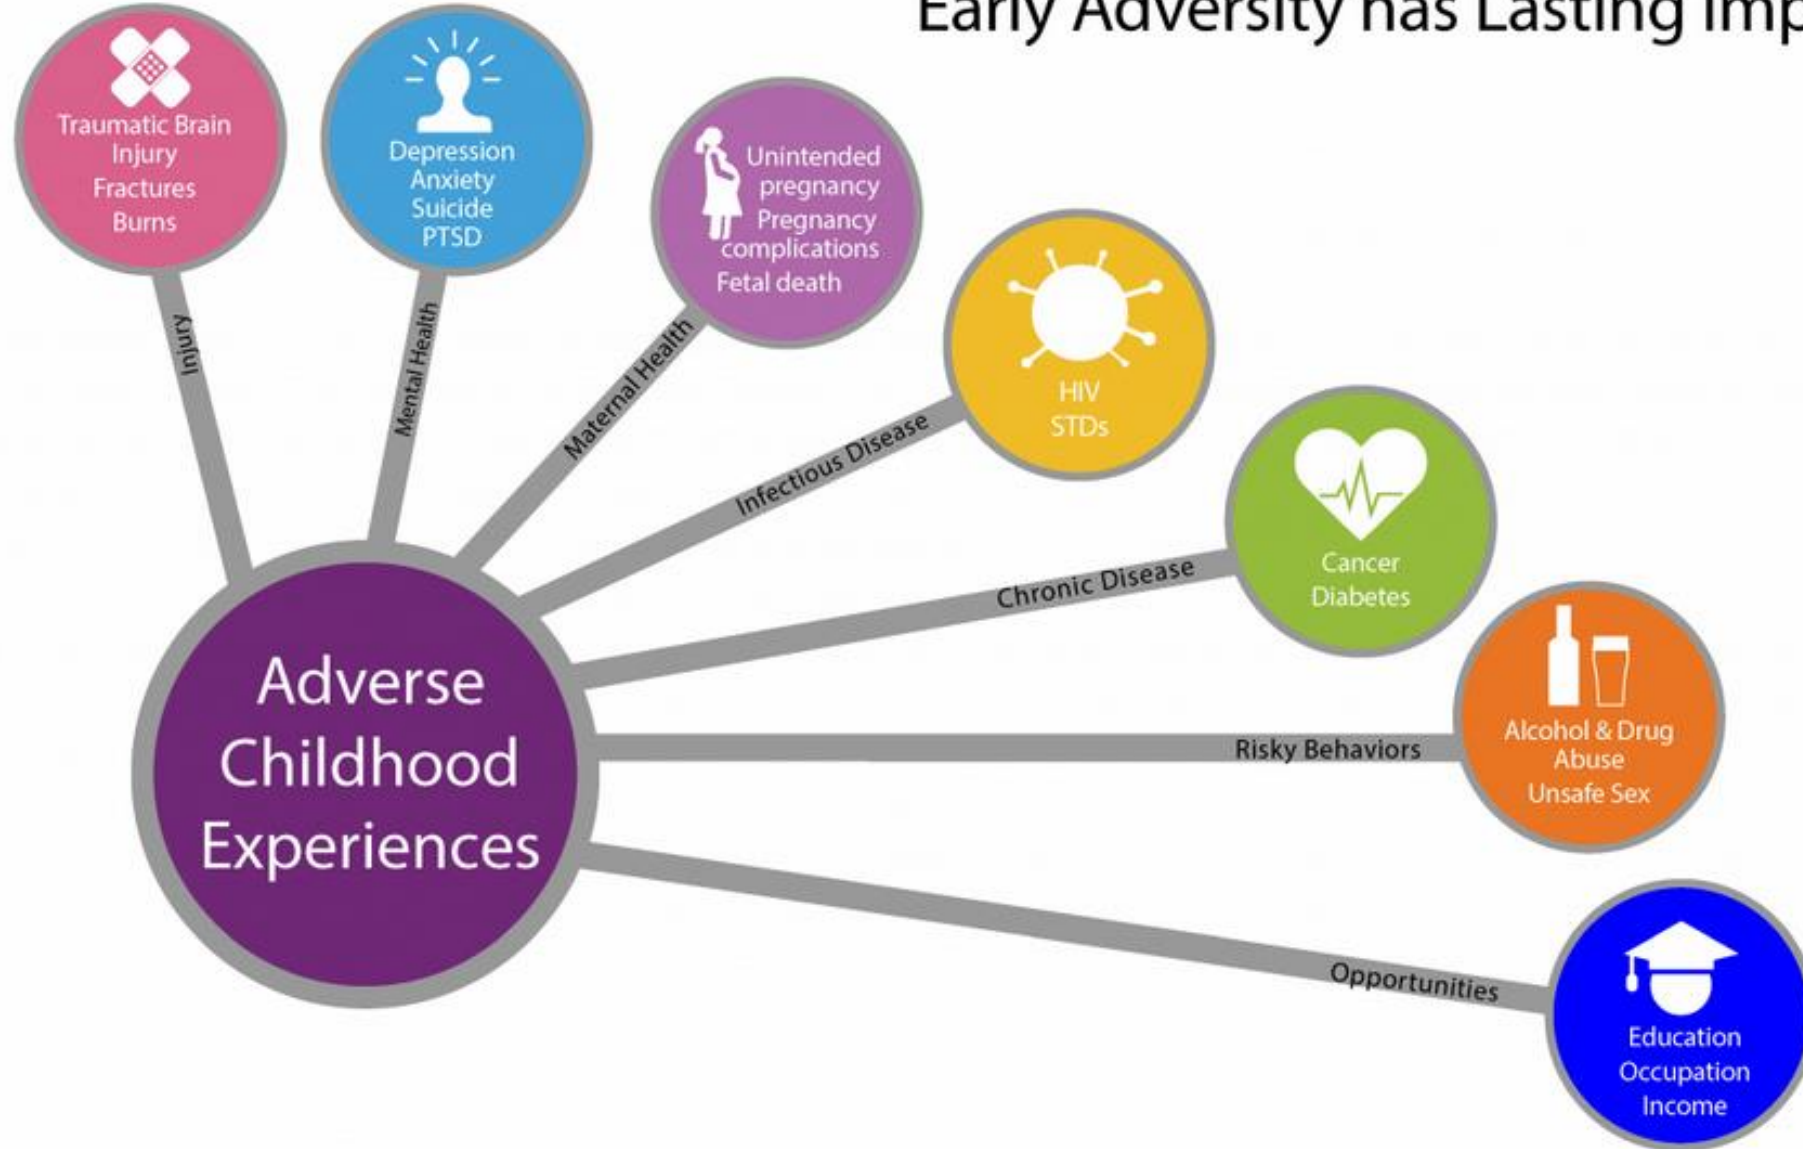 Early Adversity has Lasting Imp
Traumatic Brain
Injury
Fractures
Burns
Depression
Anxiety
Suicide
PTSD
Unintended
pregnancy
Pregnancy
complications
Fetal death
HIV
STDs
Cancer
Diabetes
Alcohol & Drug
Abuse
Unsafe Sex
Education
Occupation
Income
Injury
Mental Health
Maternal Health
Infectious Disease
Chronic Disease
Risky Behaviors
Opportunities
Adverse
Childhood
Experiences